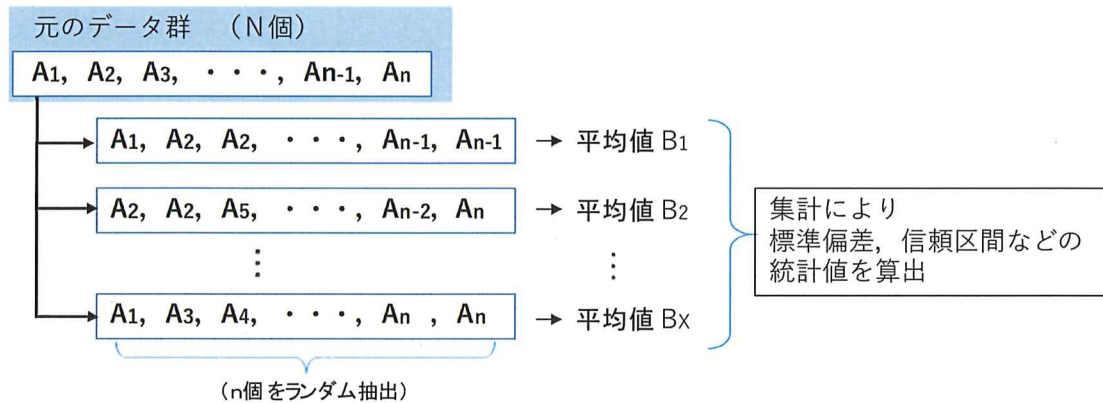 元のデータ群 （N個）
A1, A2, A3, ・・・, An-1, An
A1, A2, A2, ・・・, An-1, An-1 → 平均値 B1
A2, A2, A5, ・・・, An-2, An → 平均値 B2
⋮ ⋮
A1, A3, A4, ・・・, An , An → 平均値 BX
（n個をランダム抽出）
集計により
標準偏差，信頼区間などの
統計値を算出